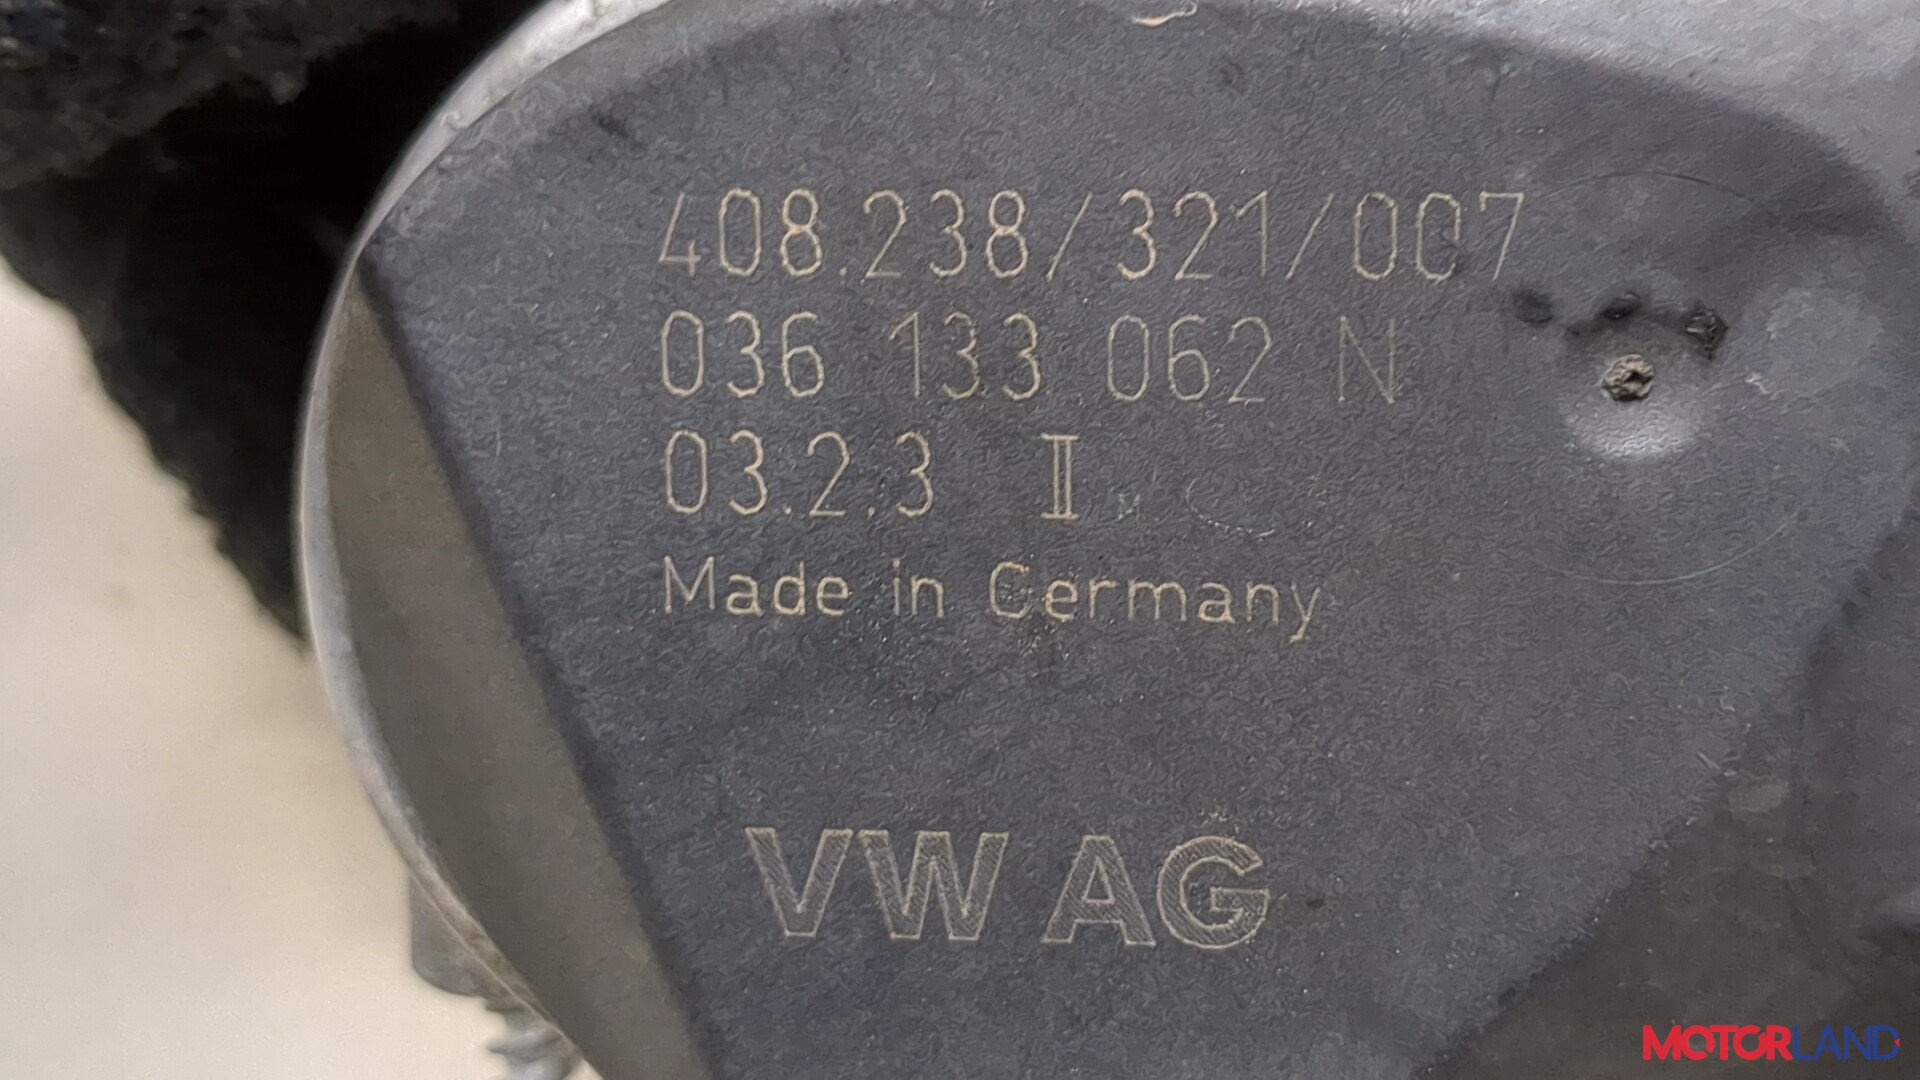 408.238/321/007
036 133 062 N
03.2.3 II
Made in Germany
VW AG
MOTORLAND